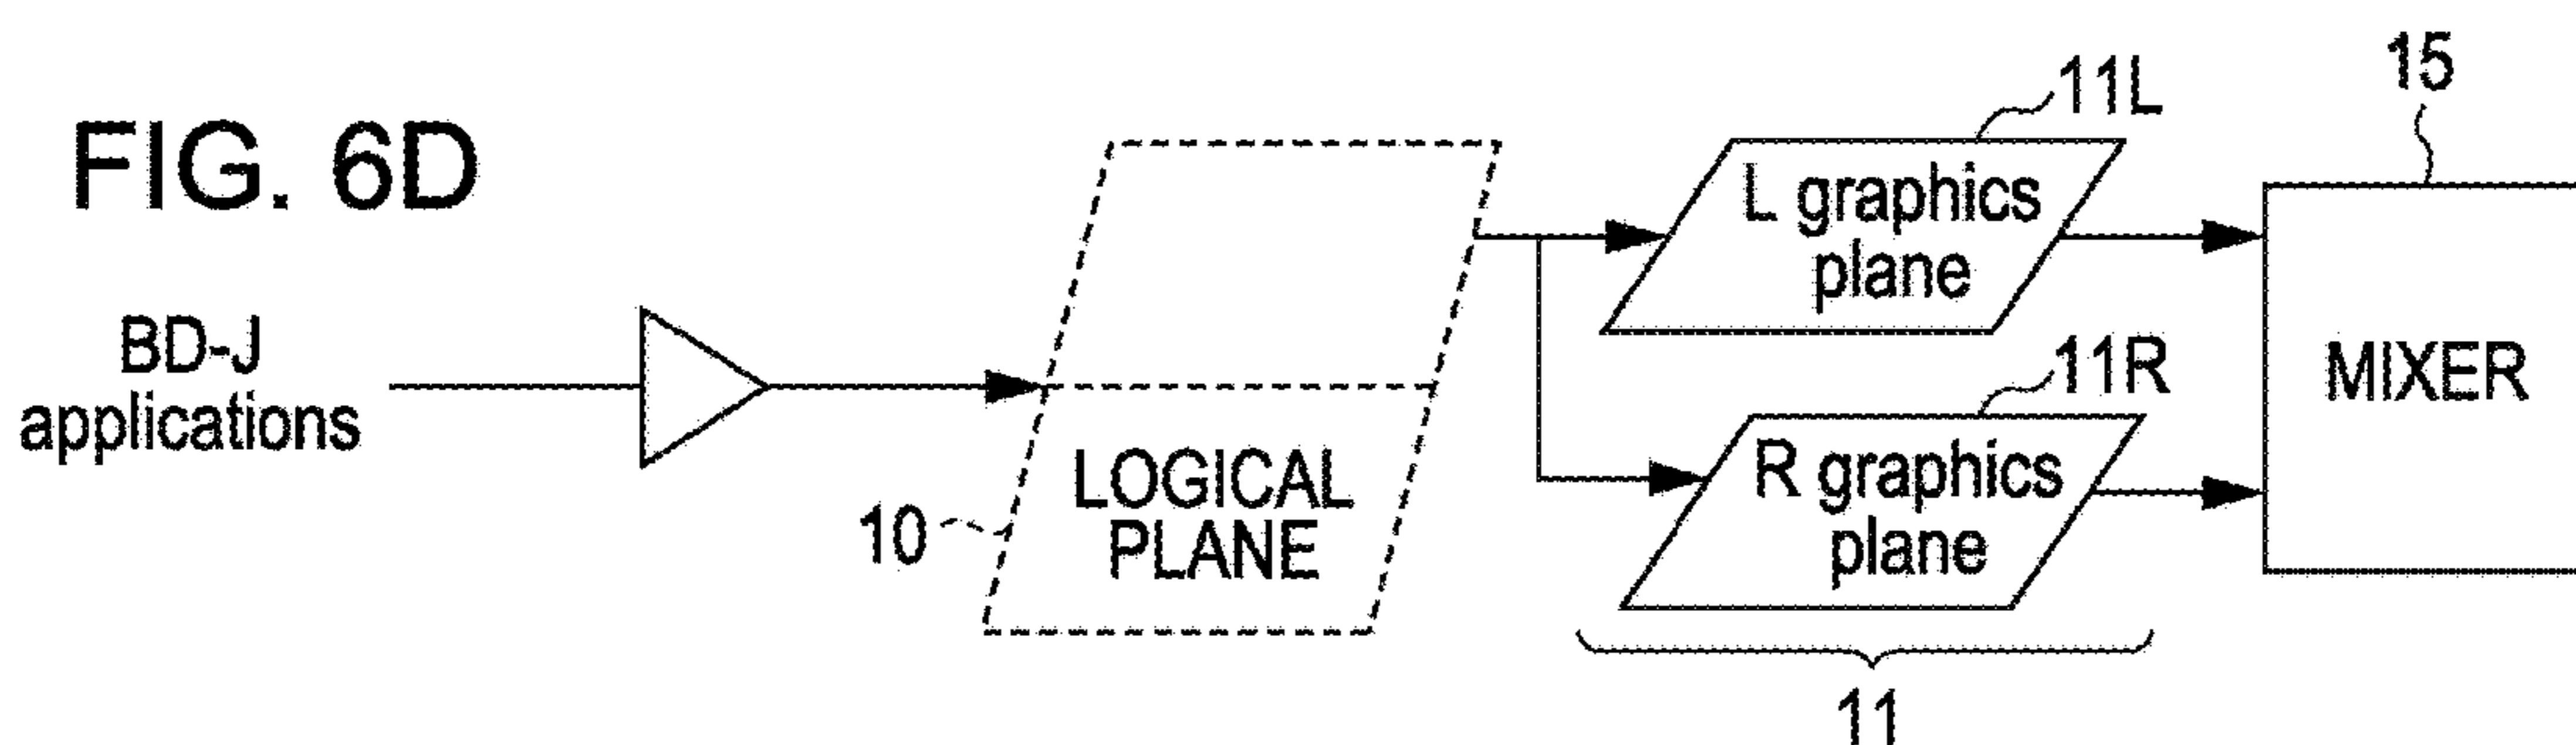 FIG. 6D
BD-J
applications
10
LOGICAL
PLANE
11L
L graphics
plane
11R
R graphics
plane
11
15
MIXER